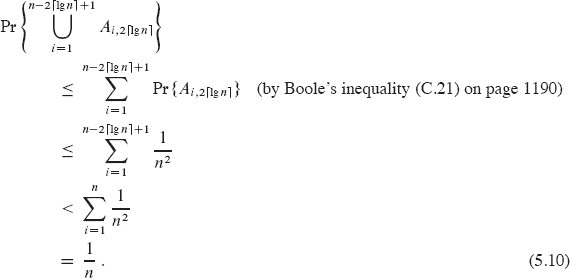 Pr { ⋃_{i=1}^{n−2⌈lg n⌉+1} A_{i,2⌈lg n⌉} }
≤ ∑_{i=1}^{n−2⌈lg n⌉+1} Pr{A_{i,2⌈lg n⌉}} (by Boole's inequality (C.21) on page 1190)
≤ ∑_{i=1}^{n−2⌈lg n⌉+1} 1/n²
< ∑_{i=1}^{n} 1/n²
= 1/n . (5.10)